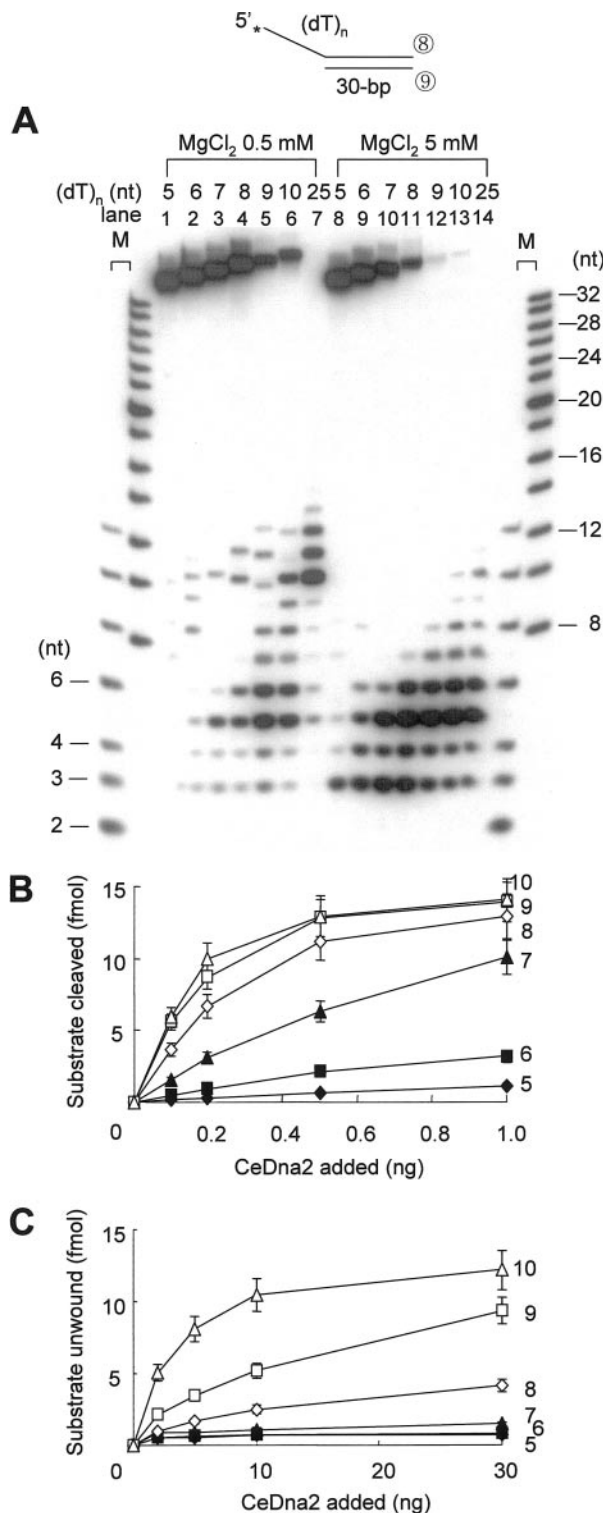 5' * (dT)n ⑧
30-bp ⑨
A
MgCl2 0.5 mM MgCl2 5 mM
(dT)n (nt) 5 6 7 8 9 10 25 5 6 7 8 9 10 25
lane 1 2 3 4 5 6 7 8 9 10 11 12 13 14
M M (nt)
32
28
24
20
16
12
8
(nt)
6
4
3
2
B
Substrate cleaved (fmol)
15
10
5
0 0.2 0.4 0.6 0.8 1.0
CeDna2 added (ng)
10
9
8
7
6
5
C
Substrate unwound (fmol)
15
10
5
0 10 20 30
CeDna2 added (ng)
10
9
8
7
6
5